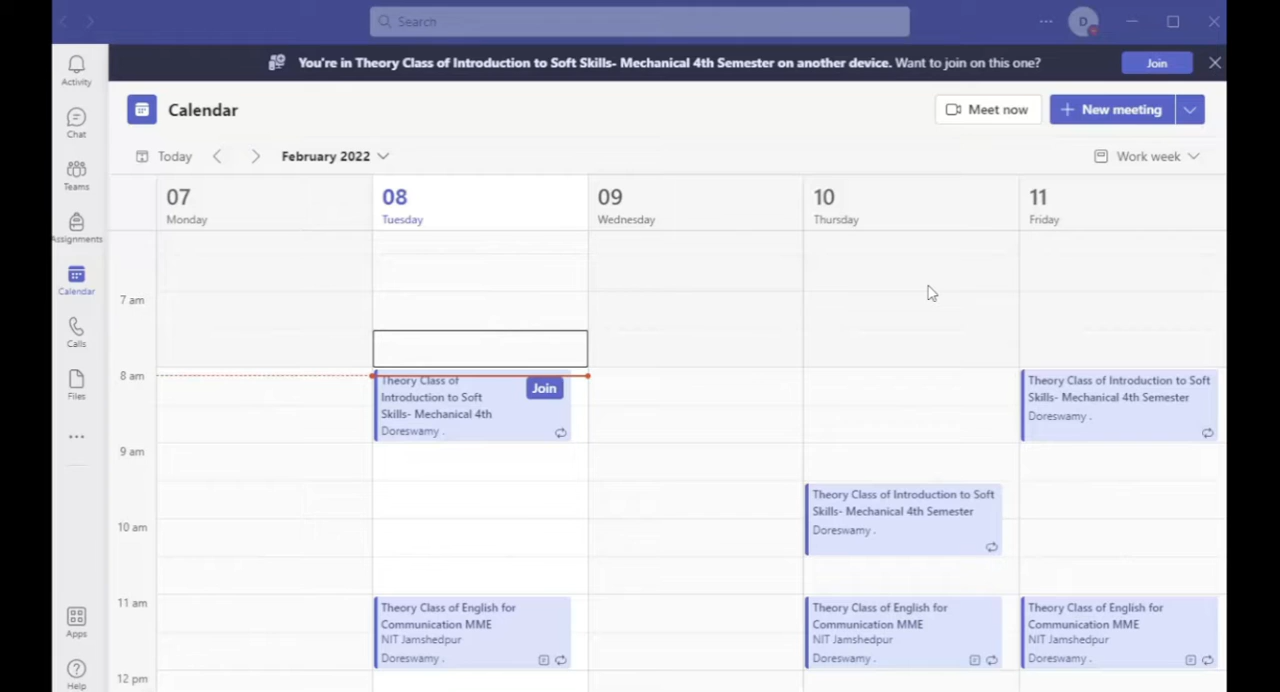 Search
D
Activity
Chat
Teams
Assignments
Calendar
Calls
Files
Apps
Help
You're in Theory Class of Introduction to Soft Skills- Mechanical 4th Semester on another device. Want to join on this one?
Join
Calendar
Meet now
New meeting
Today
February 2022
Work week
07
Monday
08
Tuesday
09
Wednesday
10
Thursday
11
Friday
7 am
8 am
9 am
10 am
11 am
12 pm
Theory Class of
Introduction to Soft
Skills- Mechanical 4th
Doreswamy .
Join
Theory Class of English for
Communication MME
NIT Jamshedpur
Doreswamy .
Theory Class of Introduction to Soft
Skills- Mechanical 4th Semester
Doreswamy .
Theory Class of English for
Communication MME
NIT Jamshedpur
Doreswamy .
Theory Class of Introduction to Soft
Skills- Mechanical 4th Semester
Doreswamy .
Theory Class of English for
Communication MME
NIT Jamshedpur
Doreswamy .